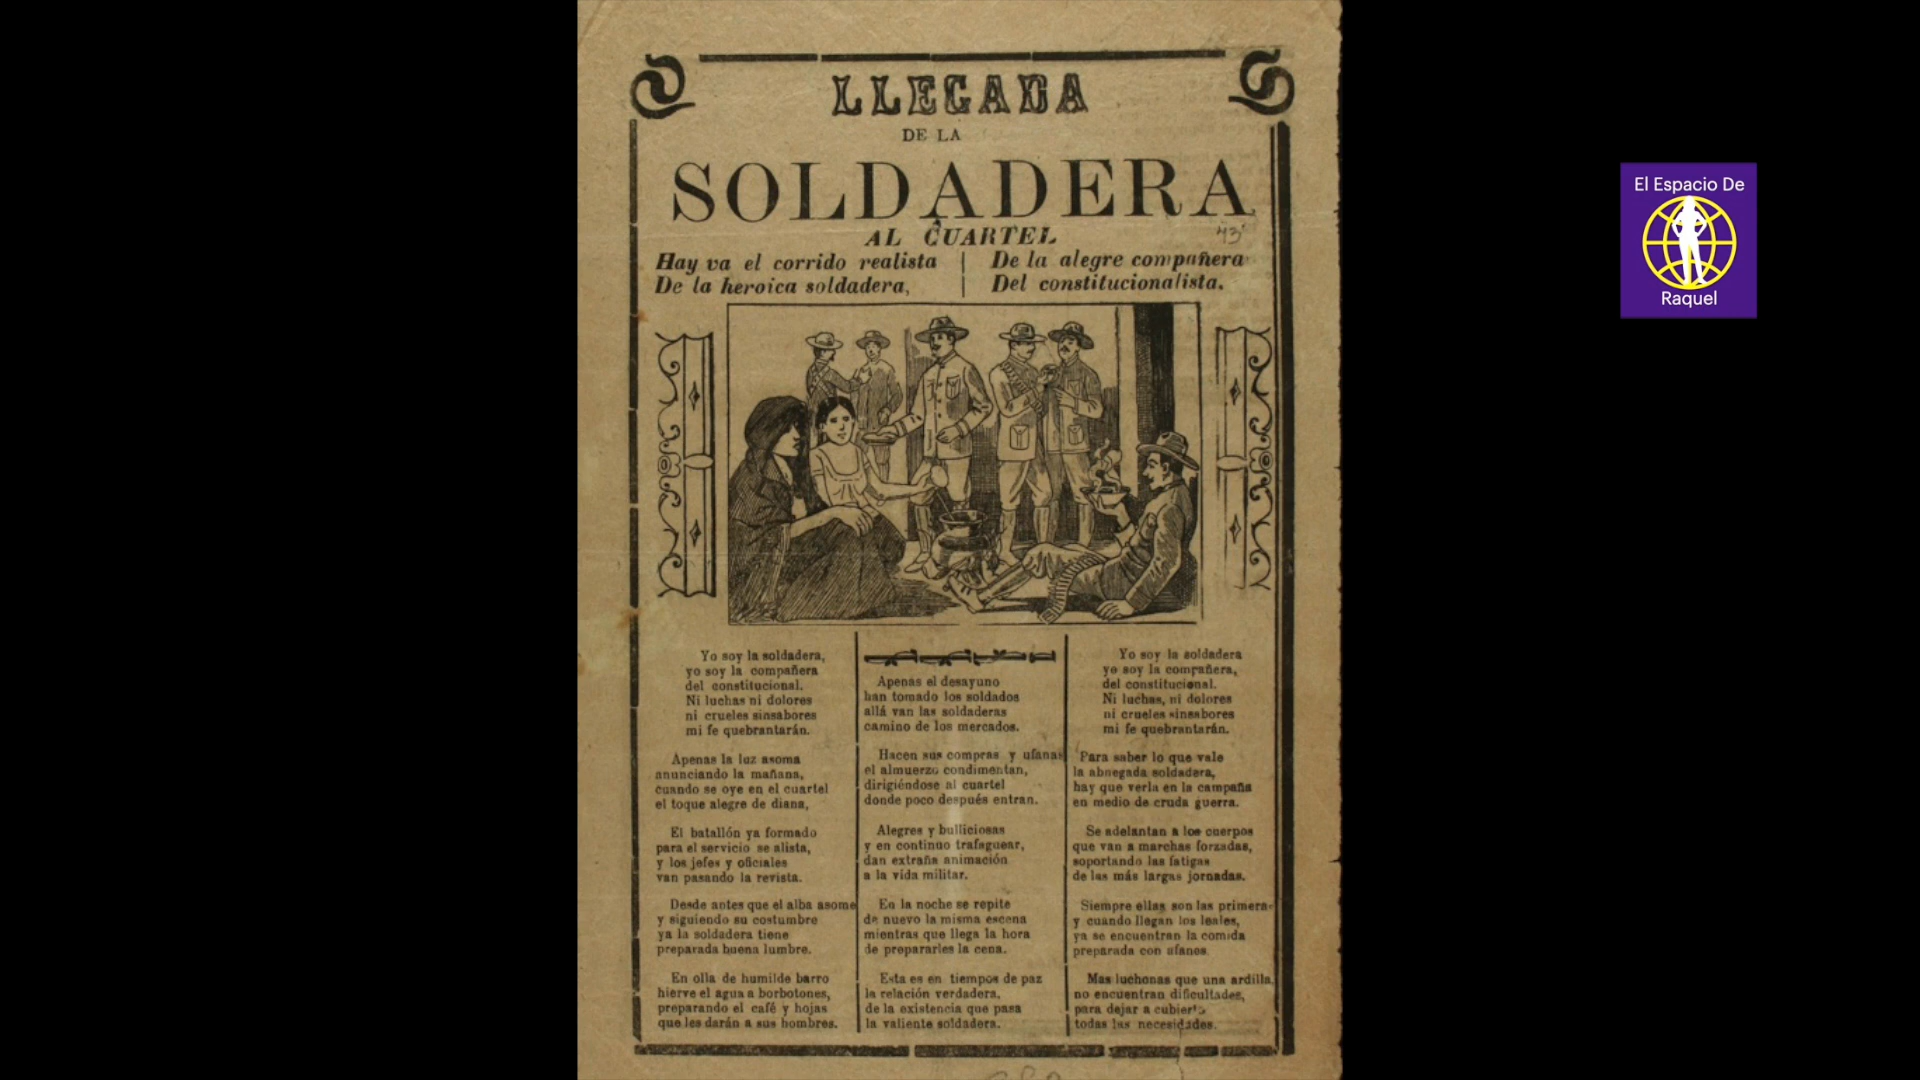 LLEGADA
DE LA
SOLDADERA
AL CUARTEL
43
Hay va el corrido realista
De la heroica soldadera,
De la alegre compañera
Del constitucionalista.
Yo soy la soldadera,
yo soy la compañera
del constitucional.
Ni luchas ni dolores
ni crueles sinsabores
mi fe quebrantarán.
Apenas la luz asoma
anunciando la mañana,
cuando se oye en el cuartel
el toque alegre de diana,
El batallón ya formado
para el servicio se alista,
y los jefes y oficiales
van pasando la revista.
Desde antes que el alba asome
y siguiendo su costumbre
ya la soldadera tiene
preparada buena lumbre.
En olla de humilde barro
hierve el agua a borbotones,
preparando el café y hojas
que les darán a sus hombres.
Apenas el desayuno
han tomado los soldados
allá van las soldaderas
camino de los mercados.
Hacen sus compras y ufanas
el almuerzo condimentan,
dirigiéndose al cuartel
donde poco después entran.
Alegres y bulliciosas
y en continuo trafaguear,
dan extraña animación
a la vida militar.
En la noche se repite
de nuevo la misma escena
mientras que llega la hora
de prepararles la cena.
Esta es en tiempos de paz
la relación verdadera,
de la existencia que pasa
la valiente soldadera.
Yo soy la soldadera
yo soy la compañera,
del constitucional.
Ni luchas, ni dolores
ni crueles sinsabores
mi fe quebrantarán.
Para saber lo que vale
la abnegada soldadera,
hay que verla en la campaña
en medio de cruda guerra.
Se adelantan a los cuerpos
que van a marchas forzadas,
soportando las fatigas
de las más largas jornadas.
Siempre ellas son las primera-
y cuando llegan los leales,
ya se encuentran la comida
preparada con afanes
Mas luchonas que una ardilla,
no encuentran dificultades,
para dejar a cubierto
todas las necesidades.
El Espacio De
Raquel